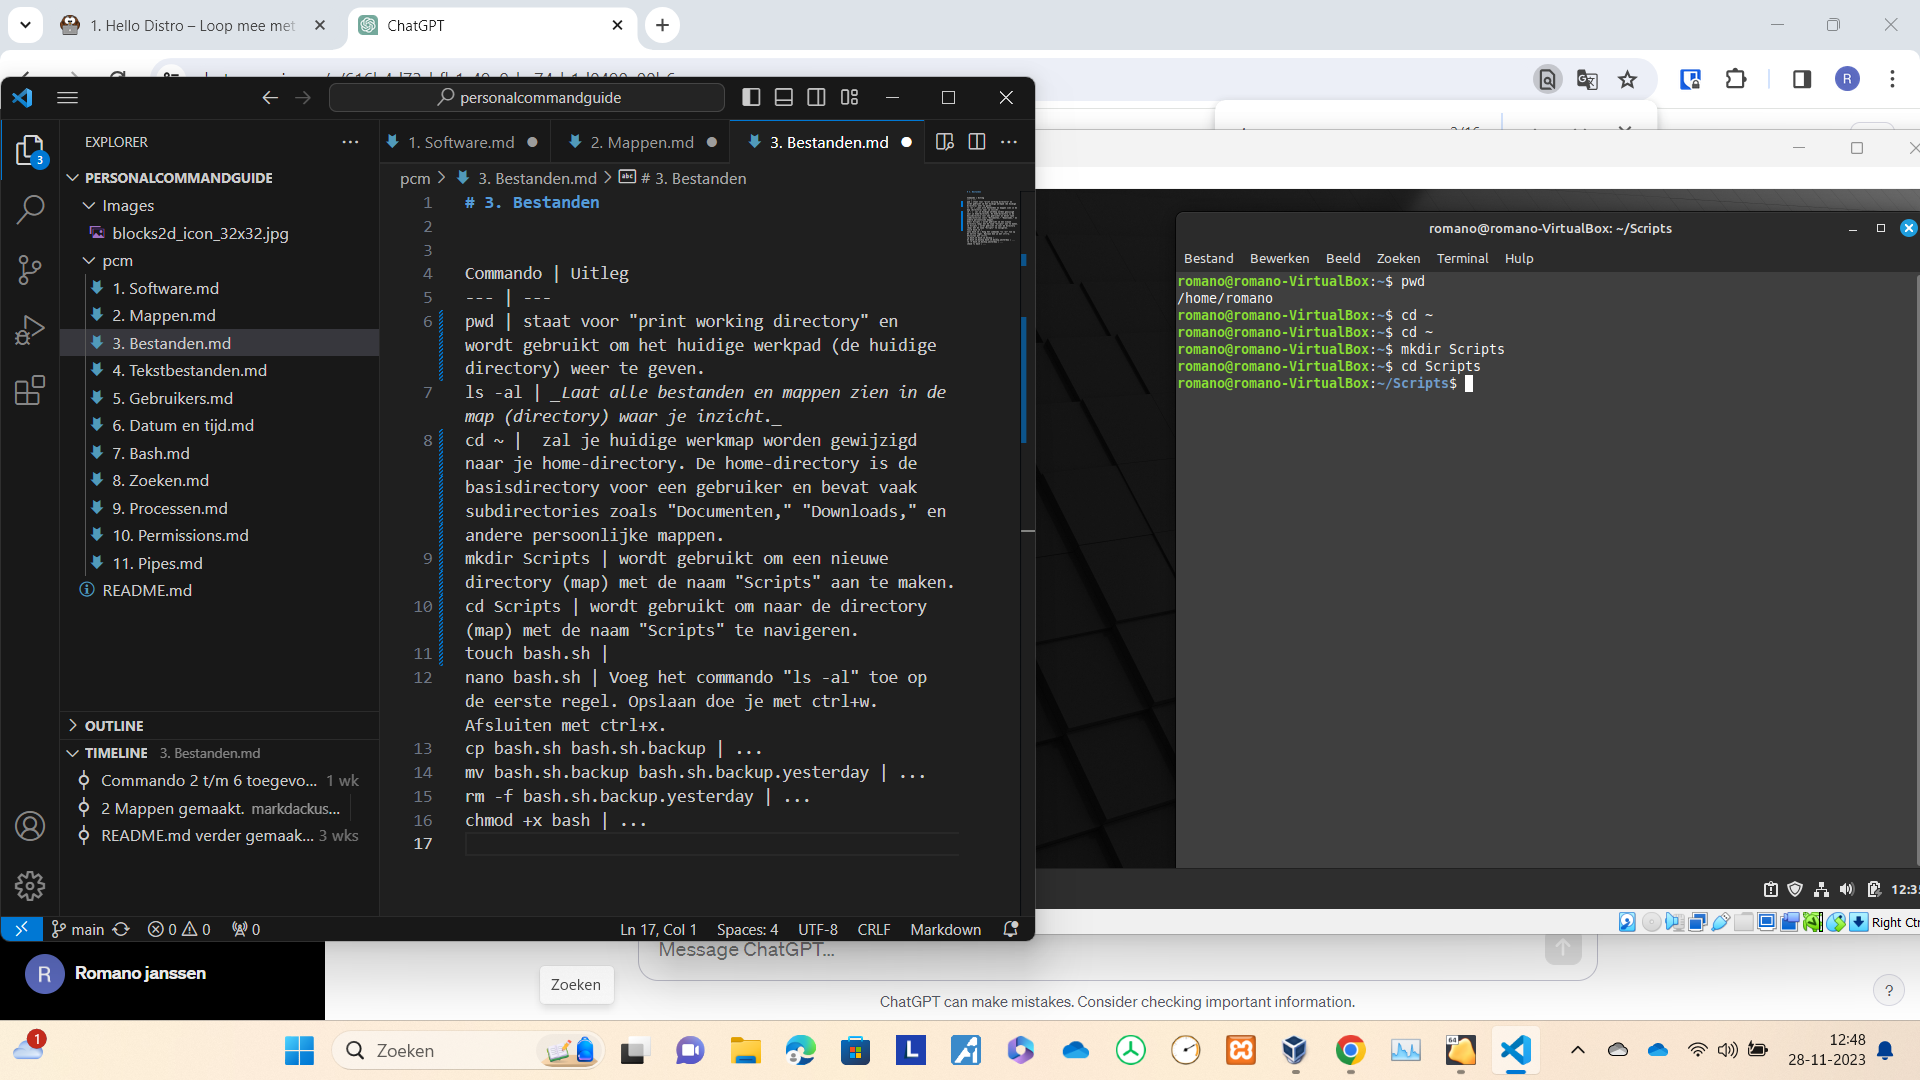 1. Hello Distro – Loop mee met
ChatGPT
R
personalcommandguide
3
EXPLORER
PERSONALCOMMANDGUIDE
Images
blocks2d_icon_32x32.jpg
pcm
1. Software.md
2. Mappen.md
3. Bestanden.md
4. Tekstbestanden.md
5. Gebruikers.md
6. Datum en tijd.md
7. Bash.md
8. Zoeken.md
9. Processen.md
10. Permissions.md
11. Pipes.md
README.md
OUTLINE
TIMELINE 3. Bestanden.md
Commando 2 t/m 6 toegevo... 1 wk
2 Mappen gemaakt. markdackus...
README.md verder gemaak... 3 wks
1. Software.md
2. Mappen.md
3. Bestanden.md
pcm > 3. Bestanden.md > abc # 3. Bestanden
1 # 3. Bestanden
2
3
4 Commando | Uitleg
5 --- | ---
6 pwd | staat voor "print working directory" en
wordt gebruikt om het huidige werkpad (de huidige
directory) weer te geven.
7 ls -al | _Laat alle bestanden en mappen zien in de
map (directory) waar je inzicht._
8 cd ~ |  zal je huidige werkmap worden gewijzigd
naar je home-directory. De home-directory is de
basisdirectory voor een gebruiker en bevat vaak
subdirectories zoals "Documenten," "Downloads," en
andere persoonlijke mappen.
9 mkdir Scripts | wordt gebruikt om een nieuwe
directory (map) met de naam "Scripts" aan te maken.
10 cd Scripts | wordt gebruikt om naar de directory
(map) met de naam "Scripts" te navigeren.
11 touch bash.sh |
12 nano bash.sh | Voeg het commando "ls -al" toe op
de eerste regel. Opslaan doe je met ctrl+w.
Afsluiten met ctrl+x.
13 cp bash.sh bash.sh.backup | ...
14 mv bash.sh.backup bash.sh.backup.yesterday | ...
15 rm -f bash.sh.backup.yesterday | ...
16 chmod +x bash | ...
17
main 0 0 0
Ln 17, Col 1 Spaces: 4 UTF-8 CRLF Markdown
romano@romano-VirtualBox: ~/Scripts
Bestand Bewerken Beeld Zoeken Terminal Hulp
romano@romano-VirtualBox:~$ pwd
/home/romano
romano@romano-VirtualBox:~$ cd ~
romano@romano-VirtualBox:~$ cd ~
romano@romano-VirtualBox:~$ mkdir Scripts
romano@romano-VirtualBox:~$ cd Scripts
romano@romano-VirtualBox:~/Scripts$
12:35
Right Ctr
R Romano janssen
Zoeken
Message ChatGPT...
ChatGPT can make mistakes. Consider checking important information.
?
1
Zoeken
L
64
12:48
28-11-2023